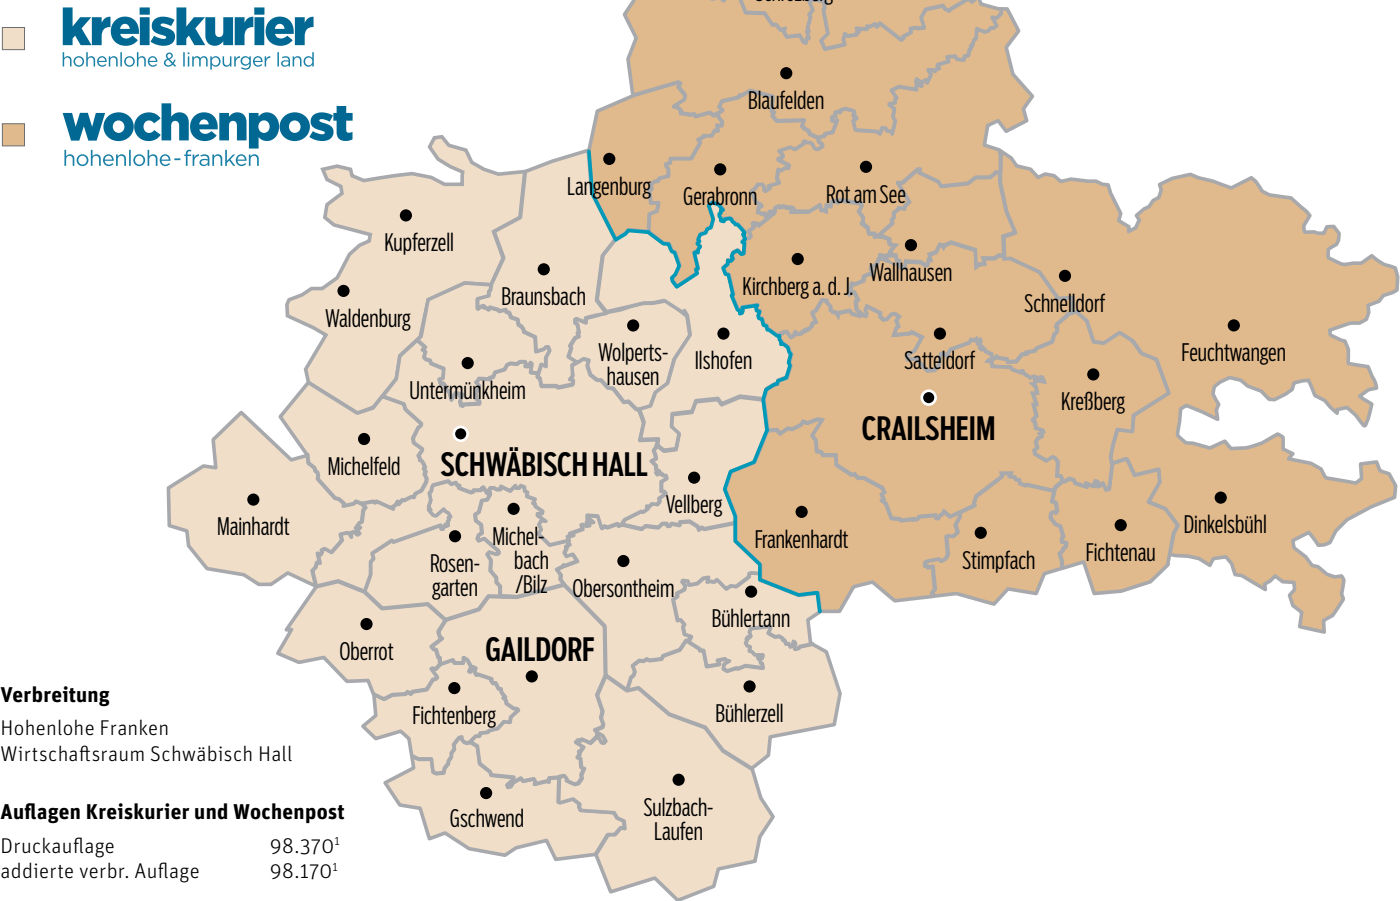 kreiskurier
hohenlohe & limpurger land
wochenpost
hohenlohe-franken
Blaufelden
Langenburg
Gerabronn
Rot am See
Kupferzell
Braunsbach
Kirchberg a. d. J.
Wallhausen
Schnelldorf
Waldenburg
Wolperts-
hausen
Ilshofen
Satteldorf
Feuchtwangen
Untermünkheim
Kreßberg
CRAILSHEIM
Michelfeld
SCHWÄBISCH HALL
Vellberg
Mainhardt
Rosen-
garten
Michel-
bach
/Bilz
Obersontheim
Frankenhardt
Stimpfach
Fichtenau
Dinkelsbühl
Bühlertann
Oberrot
GAILDORF
Fichtenberg
Bühlerzell
Gschwend
Sulzbach-
Laufen
Verbreitung
Hohenlohe Franken
Wirtschaftsraum Schwäbisch Hall
Auflagen Kreiskurier und Wochenpost
Druckauflage 98.370¹
addierte verbr. Auflage 98.170¹